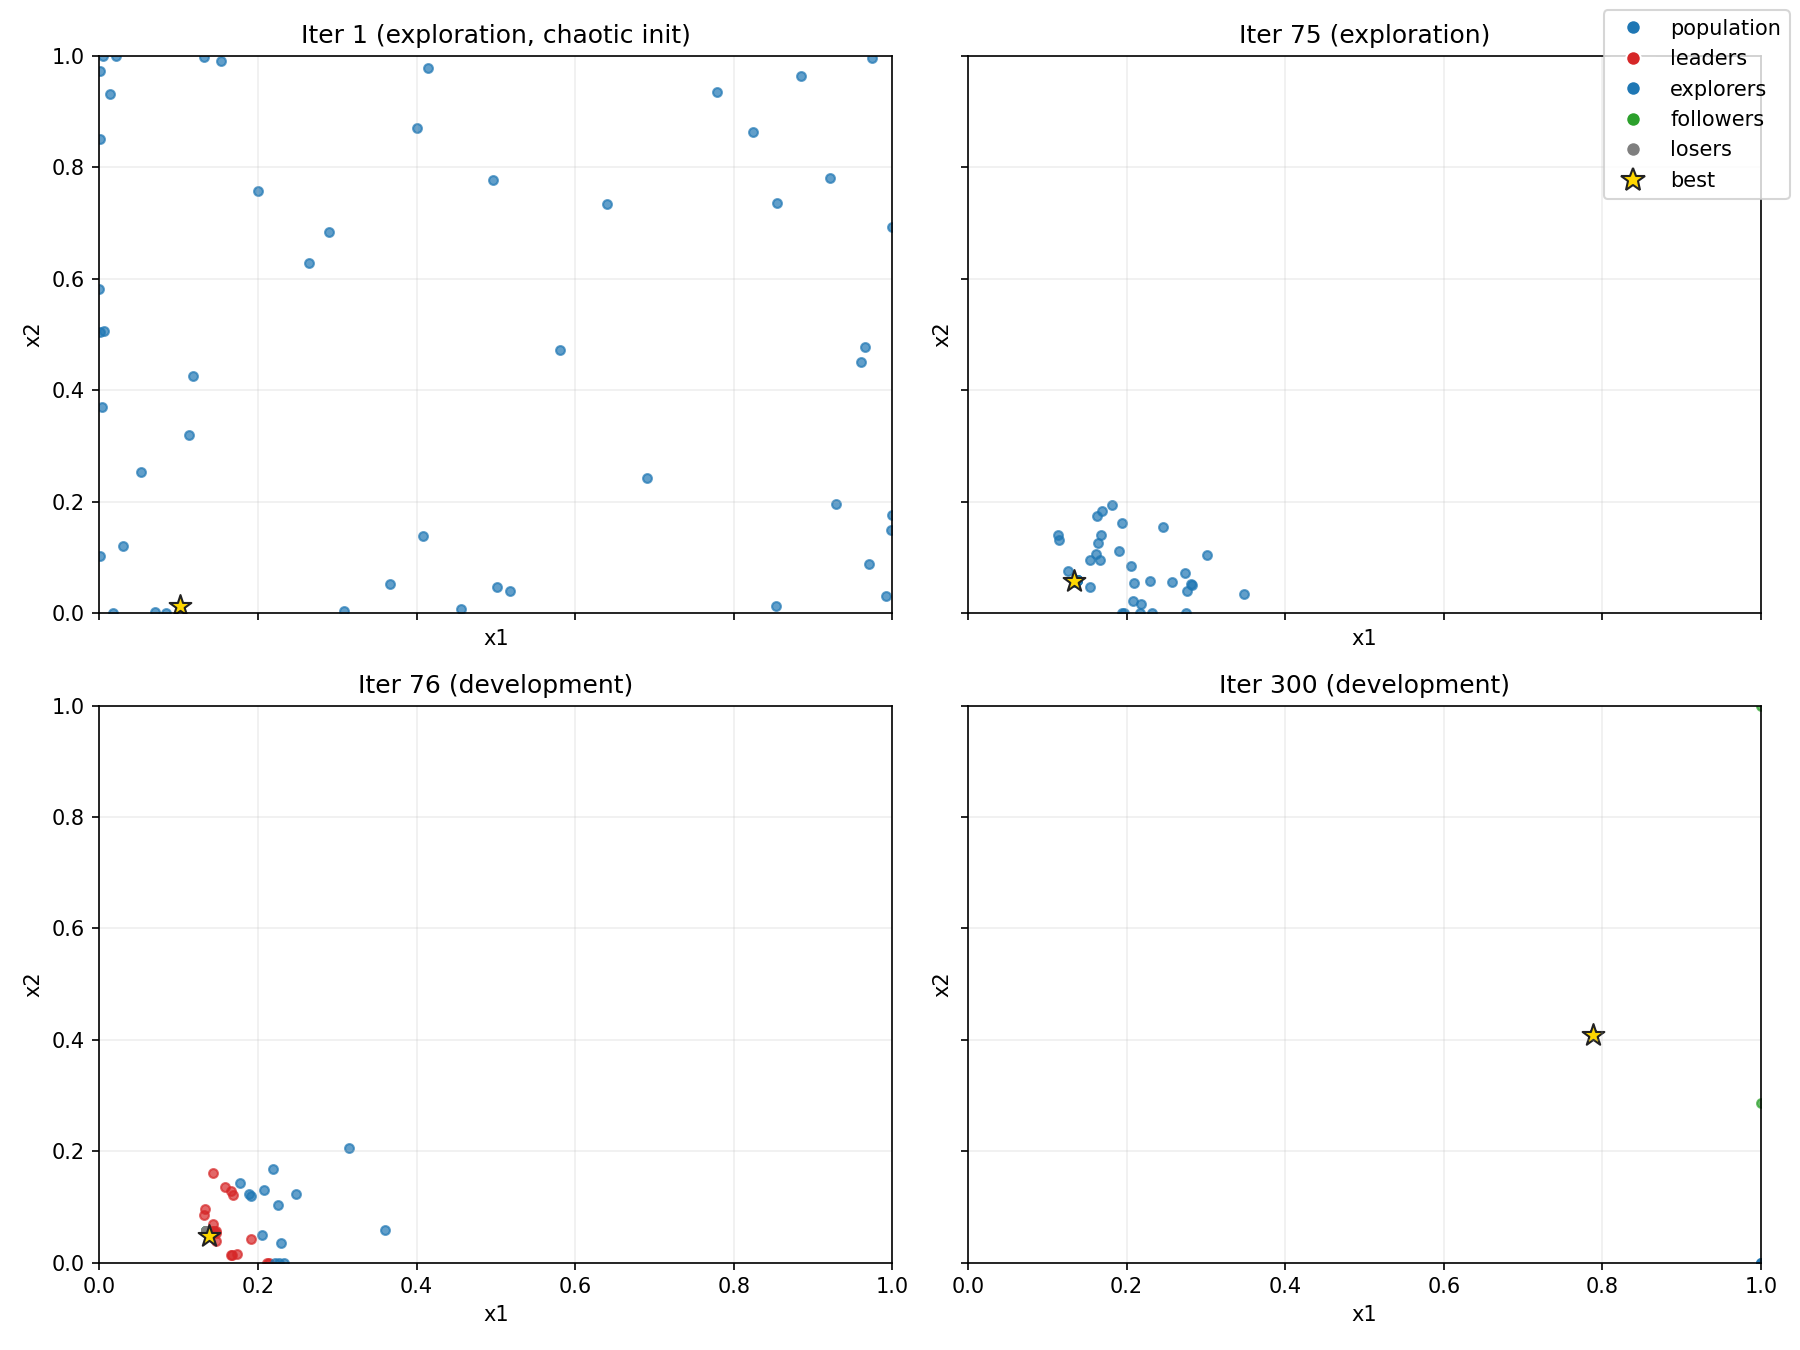 Iter 1 (exploration, chaotic init)
1.0
0.8
0.6
0.4
0.2
0.0
x2
x1
Iter 75 (exploration)
x2
x1
population
leaders
explorers
followers
losers
best
Iter 76 (development)
1.0
0.8
0.6
0.4
0.2
0.0
x2
0.0 0.2 0.4 0.6 0.8 1.0
x1
Iter 300 (development)
x2
0.0 0.2 0.4 0.6 0.8 1.0
x1